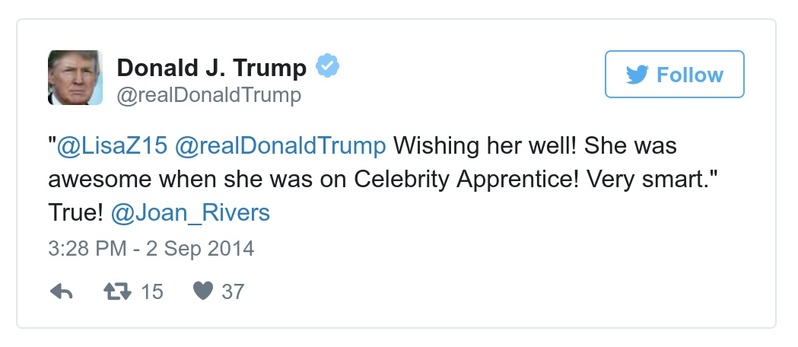 Donald J. Trump
@realDonaldTrump
Follow
"@LisaZ15 @realDonaldTrump Wishing her well! She was
awesome when she was on Celebrity Apprentice! Very smart."
True! @Joan_Rivers
3:28 PM - 2 Sep 2014
15 37